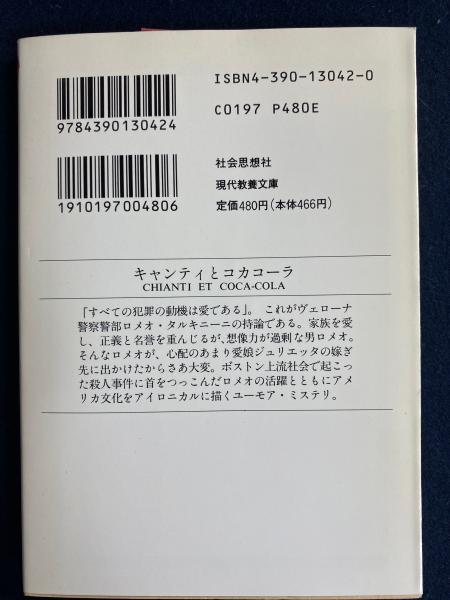 ISBN4-390-13042-0
C0197 P480E
9784390130424
社会思想社
現代教養文庫
定価480円(本体466円)
1910197004806
キャンティとコカコーラ
CHIANTI ET COCA-COLA
「すべての犯罪の動機は愛である」。 これがヴェローナ
警察警部ロメオ・タルキニーニの持論である。家族を愛
し、正義と名誉を重んじるが、想像力が過剰な男ロメオ。
そんなロメオが、心配のあまり愛娘ジュリエッタの嫁ぎ
先に出かけたからさあ大変。ボストン上流社会で起こっ
た殺人事件に首をつっこんだロメオの活躍とともにアメ
リカ文化をアイロニカルに描くユーモア・ミステリ。